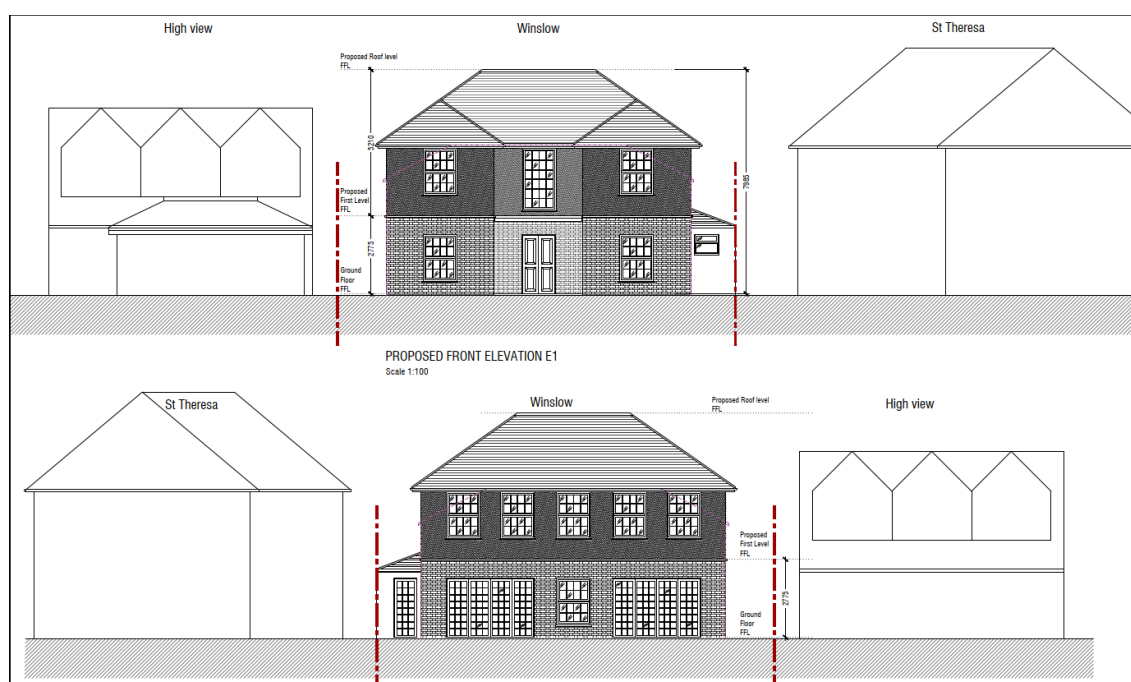 High view
Winslow
St Theresa
Proposed Roof level
FFL
5210
7985
Proposed
First Level
FFL
2775
Ground
Floor
FFL
PROPOSED FRONT ELEVATION E1
Scale 1:100
St Theresa
Winslow
Proposed Roof level
FFL
High view
Proposed
First Level
FFL
2775
Ground
Floor
FFL